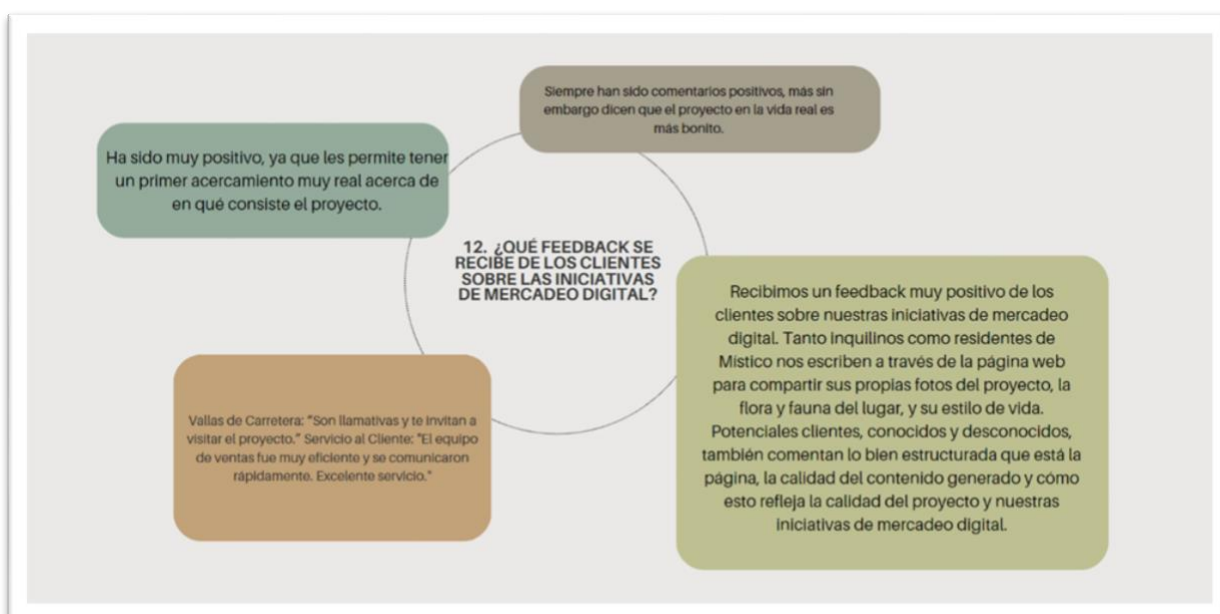 Siempre han sido comentarios positivos, más sin
embargo dicen que el proyecto en la vida real es
más bonito.
Ha sido muy positivo, ya que les permite tener
un primer acercamiento muy real acerca de
en qué consiste el proyecto.
12. ¿QUÉ FEEDBACK SE
RECIBE DE LOS CLIENTES
SOBRE LAS INICIATIVAS
DE MERCADEO DIGITAL?
Recibimos un feedback muy positivo de los
clientes sobre nuestras iniciativas de mercadeo
digital. Tanto inquilinos como residentes de
Místico nos escriben a través de la página web
para compartir sus propias fotos del proyecto, la
flora y fauna del lugar, y su estilo de vida.
Potenciales clientes, conocidos y desconocidos,
también comentan lo bien estructurada que está la
página, la calidad del contenido generado y cómo
esto refleja la calidad del proyecto y nuestras
iniciativas de mercadeo digital.
Vallas de Carretera: "Son llamativas y te invitan a
visitar el proyecto." Servicio al Cliente: "El equipo
de ventas fue muy eficiente y se comunicaron
rápidamente. Excelente servicio."